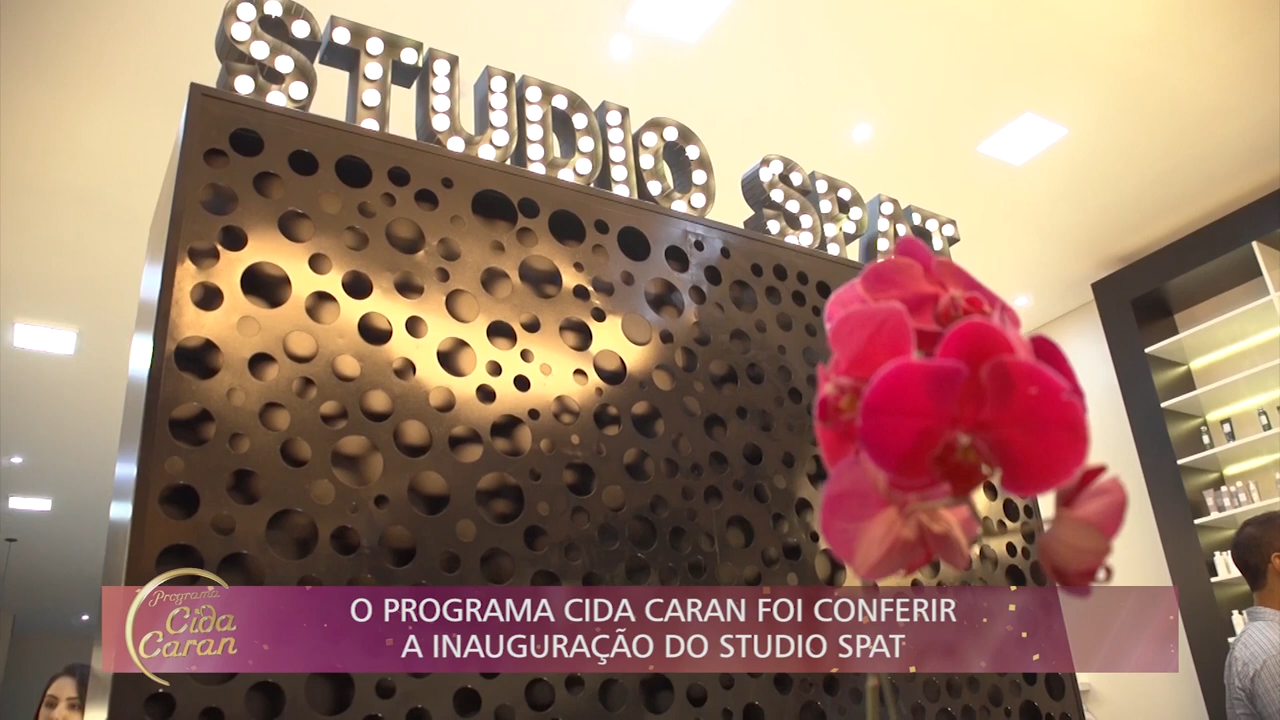 STUDIO SPAT
Programa
Cida
Caran
O PROGRAMA CIDA CARAN FOI CONFERIR
A INAUGURAÇÃO DO STUDIO SPAT